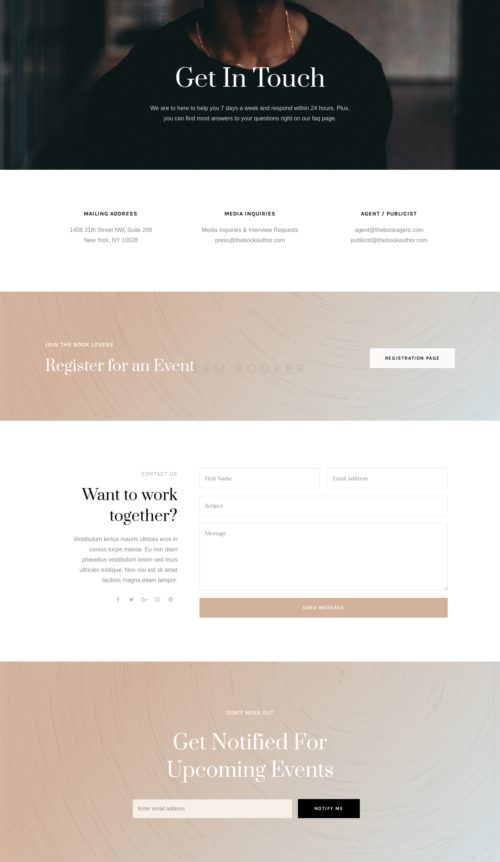 Get In Touch
We are to here to help you 7 days a week and respond within 24 hours. Plus,
you can find most answers to your questions right on our faq page.
MAILING ADDRESS
1408 31th Street NW, Suite 209
New York, NY 10028
MEDIA INQUIRIES
Media Inquiries & Interview Requests
press@thebookauthor.com
AGENT / PUBLICIST
agent@thebookagent.com
publicist@thebookauthor.com
JOIN THE BOOK LOVERS
Register for an Event
REGISTRATION PAGE
CONTACT US
Want to work
together?
Vestibulum lectus mauris ultrices eros in
cursus turpis massa. Eu non diam
phasellus vestibulum lorem sed risus
ultricies tristique. Non nisi est sit amet
facilisis magna etiam tempor.
First Name
Email Address
Subject
Message
SEND MESSAGE
DON'T MISS OUT
Get Notified For
Upcoming Events
Enter email address
NOTIFY ME